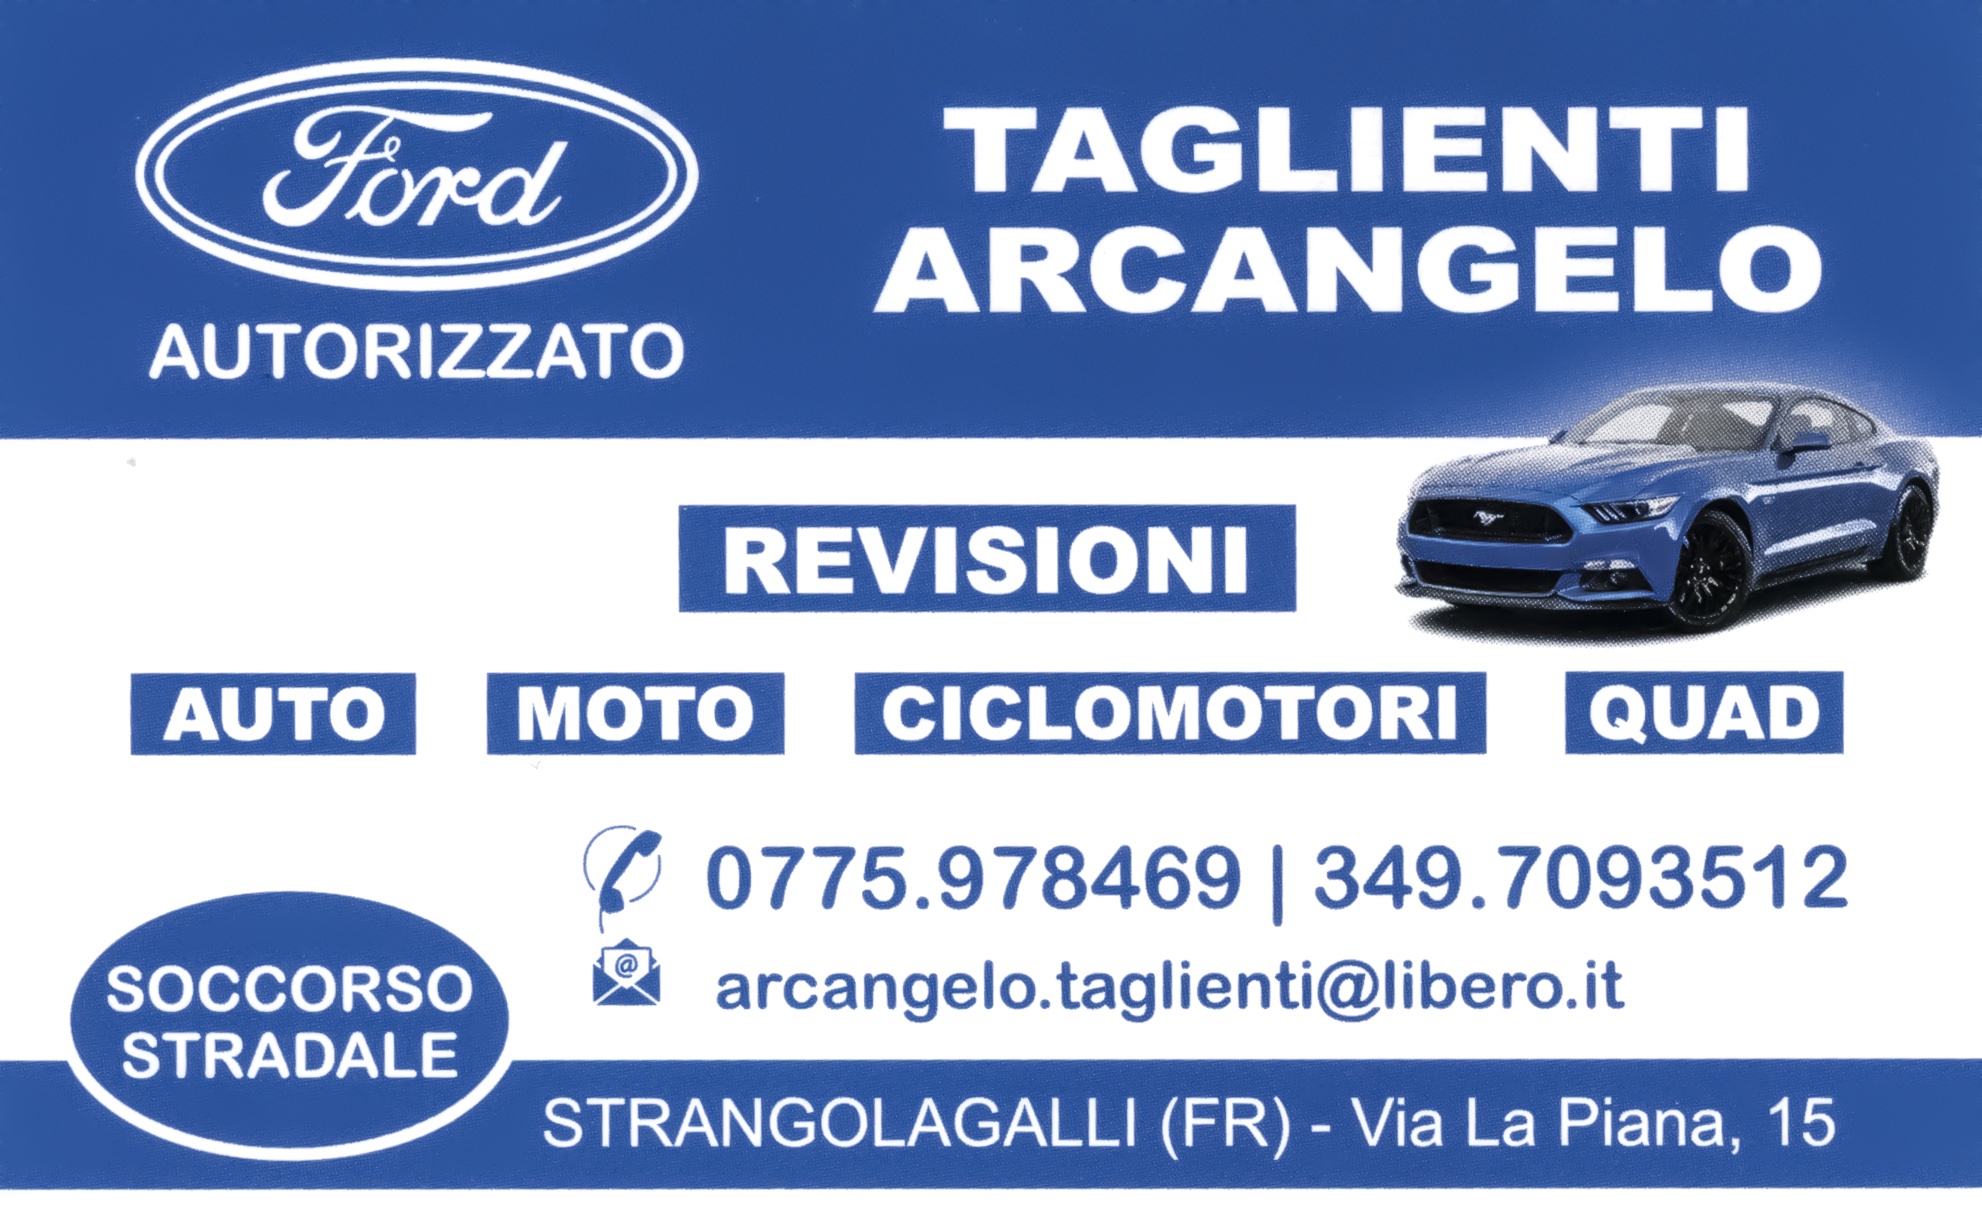 Ford
AUTORIZZATO
TAGLIENTI
ARCANGELO
REVISIONI
AUTO MOTO CICLOMOTORI QUAD
0775.978469 | 349.7093512
@
arcangelo.taglienti@libero.it
SOCCORSO
STRADALE
STRANGOLAGALLI (FR) - Via La Piana, 15